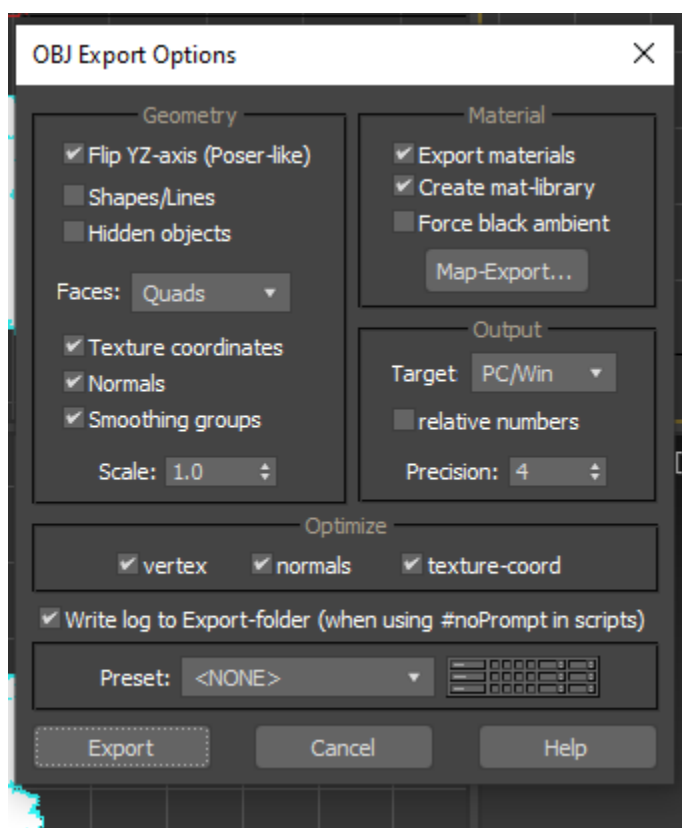 OBJ Export Options
Geometry
Flip YZ-axis (Poser-like)
Shapes/Lines
Hidden objects
Faces: Quads
Texture coordinates
Normals
Smoothing groups
Scale: 1.0
Material
Export materials
Create mat-library
Force black ambient
Map-Export...
Output
Target PC/Win
relative numbers
Precision: 4
Optimize
vertex normals texture-coord
Write log to Export-folder (when using #noPrompt in scripts)
Preset: <NONE>
Export Cancel Help